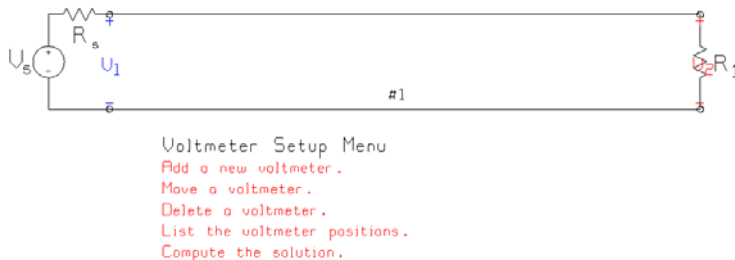 Rs
Vs
V1
V2
R1
#1
Voltmeter Setup Menu
Add a new voltmeter.
Move a voltmeter.
Delete a voltmeter.
List the voltmeter positions.
Compute the solution.